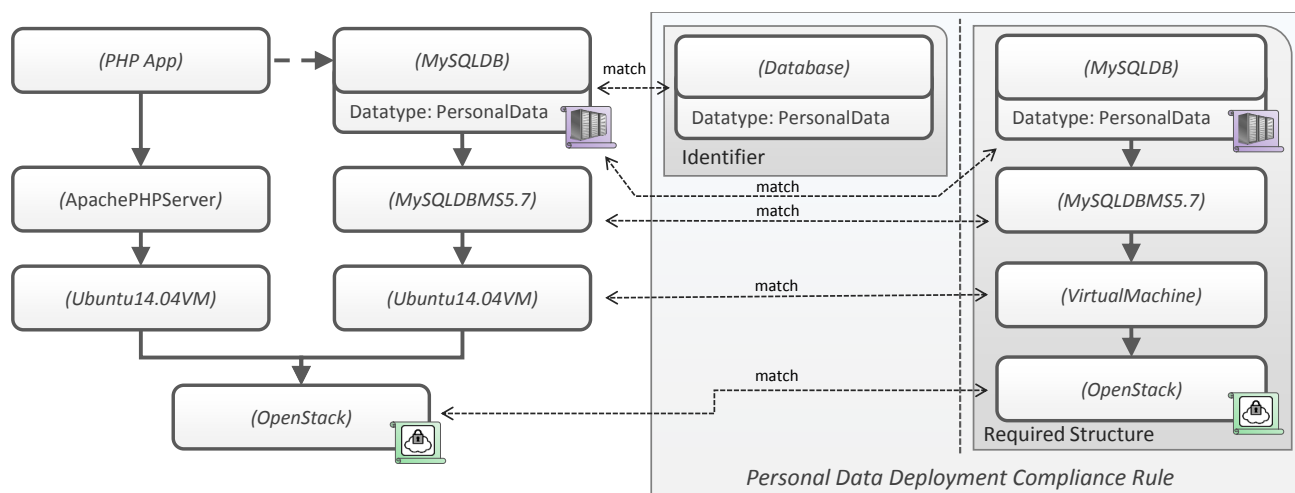 (PHP App)
(MySQLDB)
Datatype: PersonalData
(ApachePHPServer)
(MySQLDBMS5.7)
(Ubuntu14.04VM)
(Ubuntu14.04VM)
(OpenStack)
match
match
match
match
match
(Database)
Datatype: PersonalData
Identifier
(MySQLDB)
Datatype: PersonalData
(MySQLDBMS5.7)
(VirtualMachine)
(OpenStack)
Required Structure
Personal Data Deployment Compliance Rule